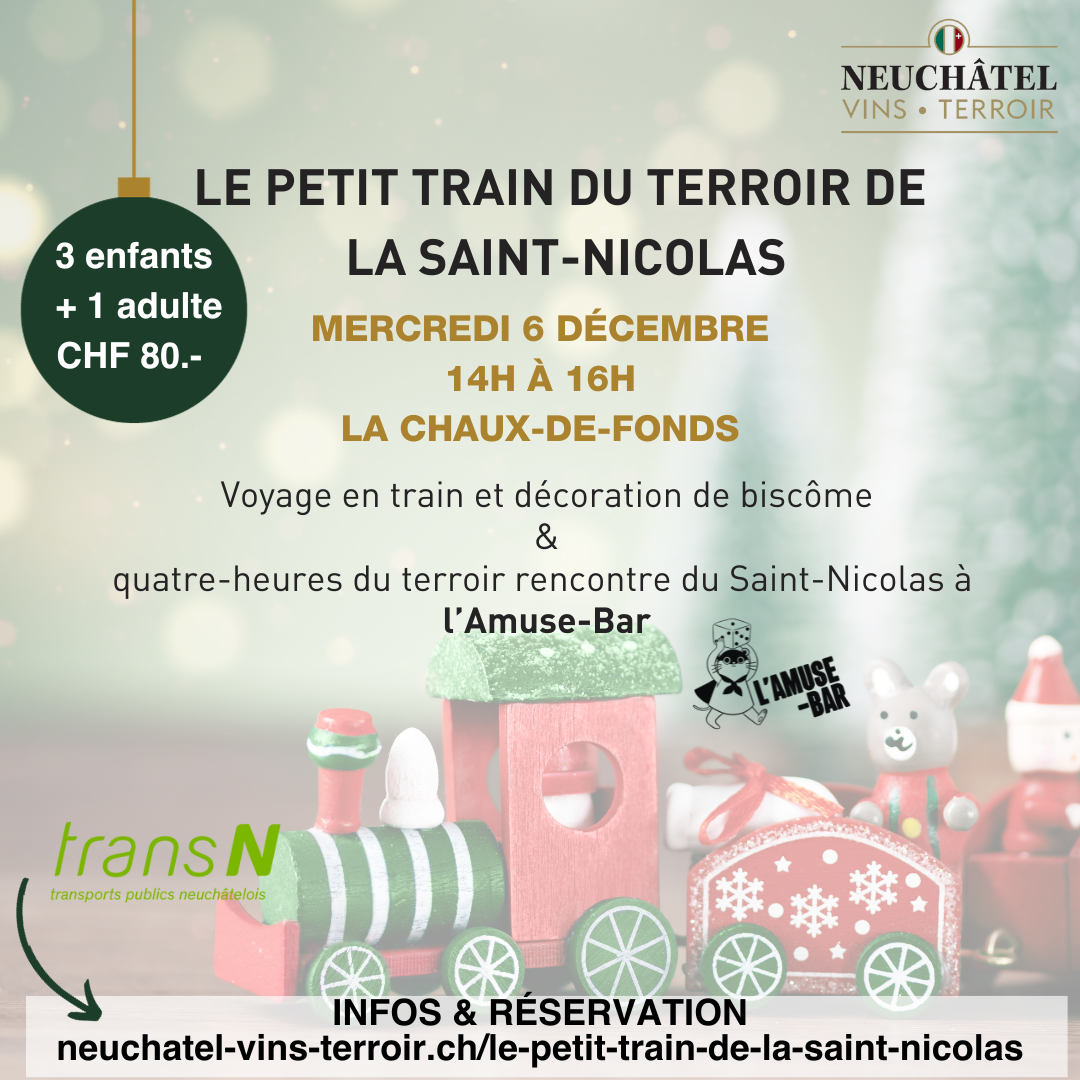 NEUCHÂTEL
VINS • TERROIR
LE PETIT TRAIN DU TERROIR DE
LA SAINT-NICOLAS
3 enfants
+ 1 adulte
CHF 80.-
MERCREDI 6 DÉCEMBRE
14H À 16H
LA CHAUX-DE-FONDS
Voyage en train et décoration de biscôme
&
quatre-heures du terroir rencontre du Saint-Nicolas à
l’Amuse-Bar
L'AMUSE
-BAR
transN
transports publics neuchâtelois
INFOS & RÉSERVATION
neuchatel-vins-terroir.ch/le-petit-train-de-la-saint-nicolas